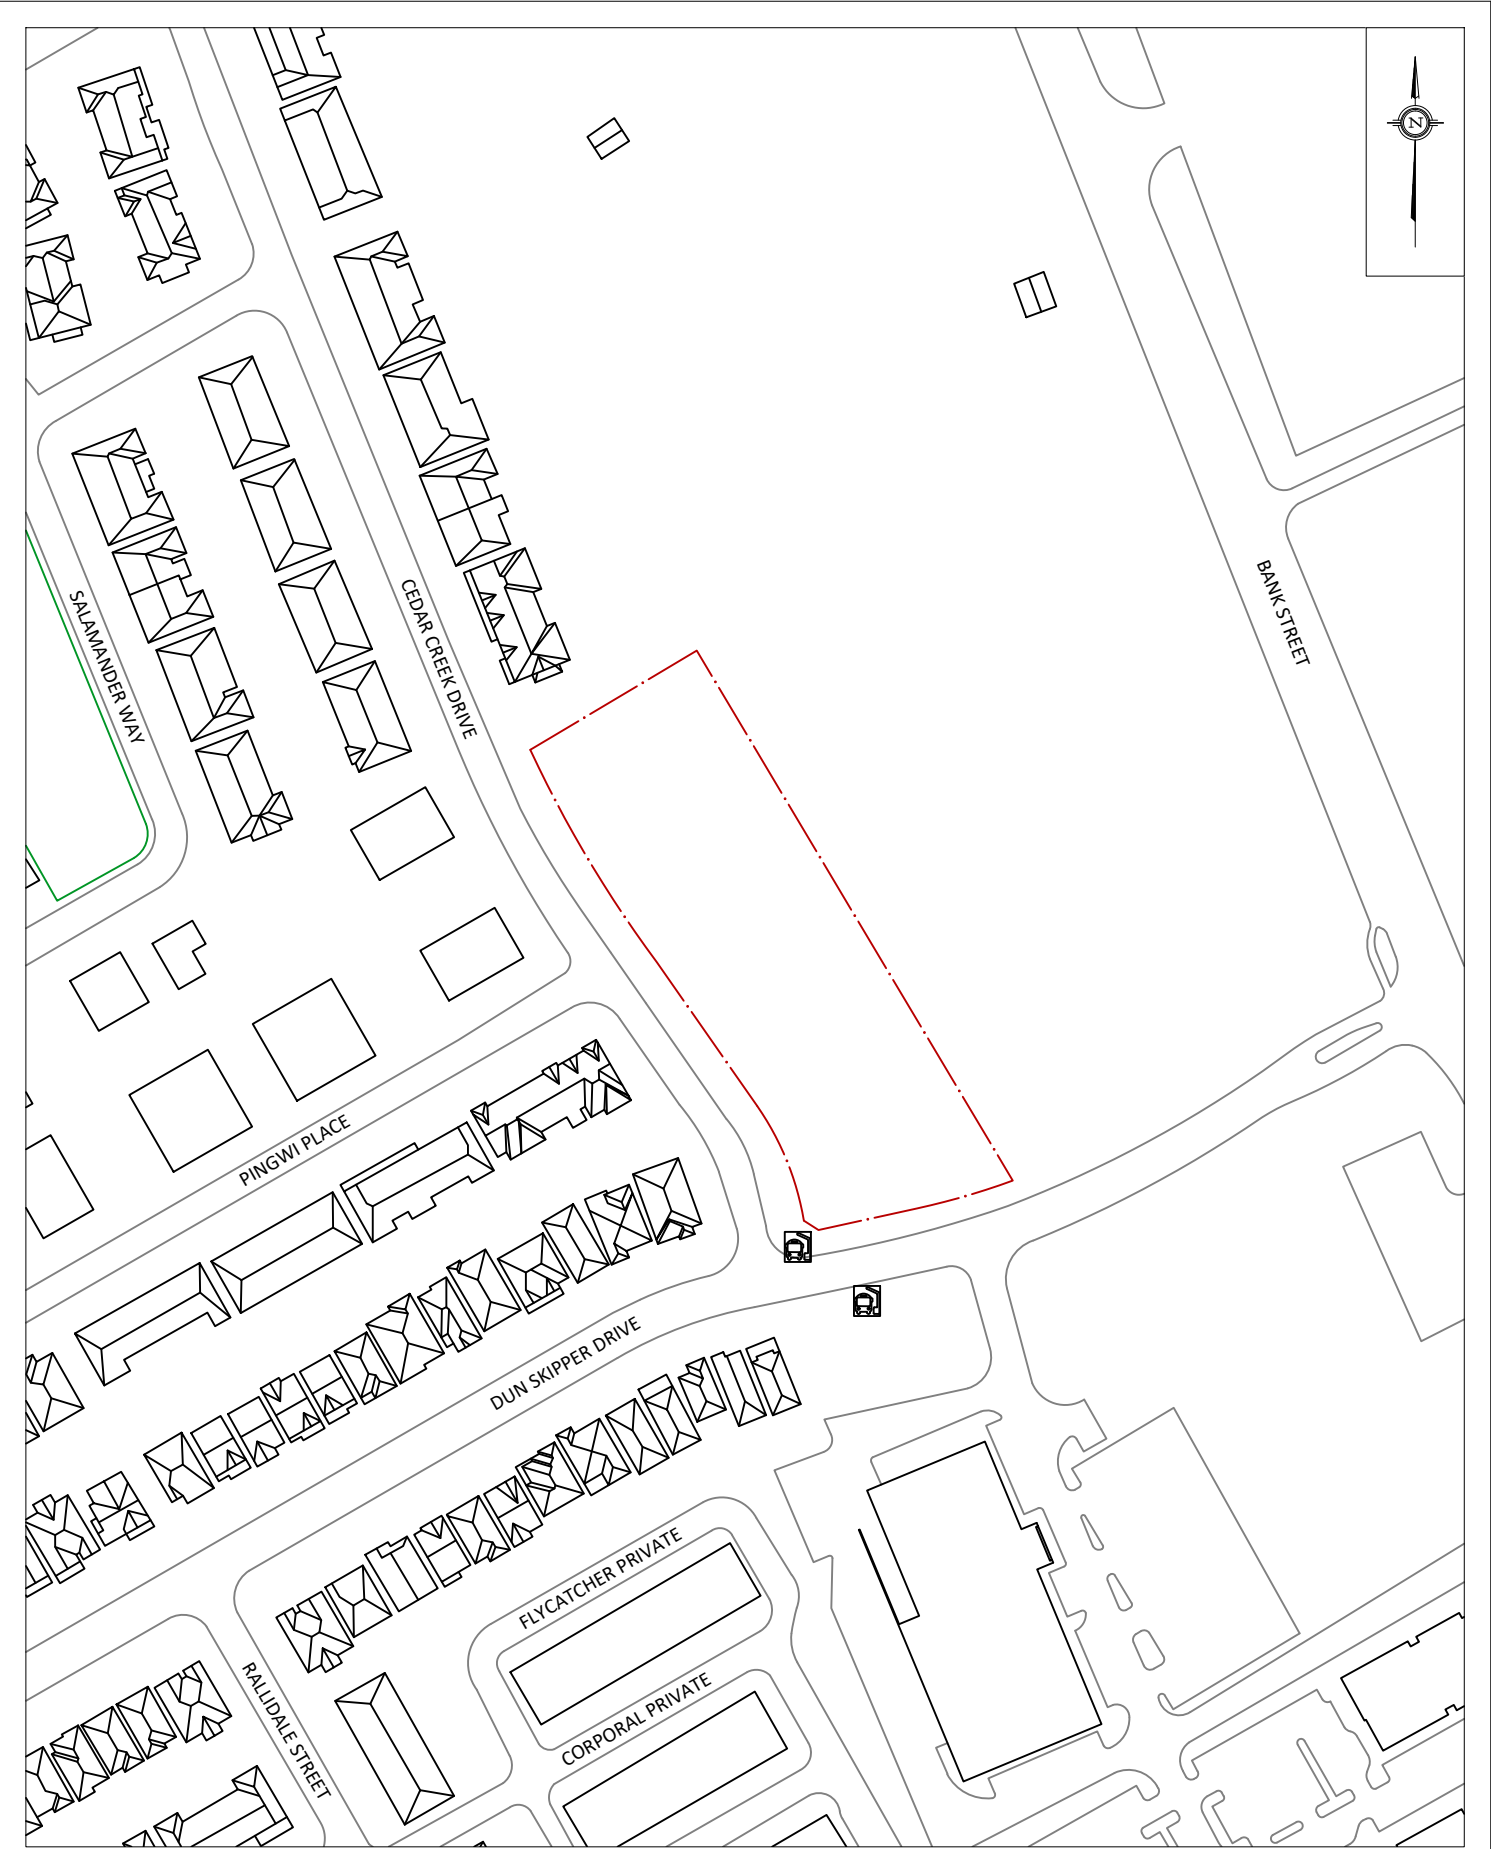 N
BANK STREET
CEDAR CREEK DRIVE
SALAMANDER WAY
PINGWI PLACE
DUN SKIPPER DRIVE
FLYCATCHER PRIVATE
CORPORAL PRIVATE
RALLIDALE STREET